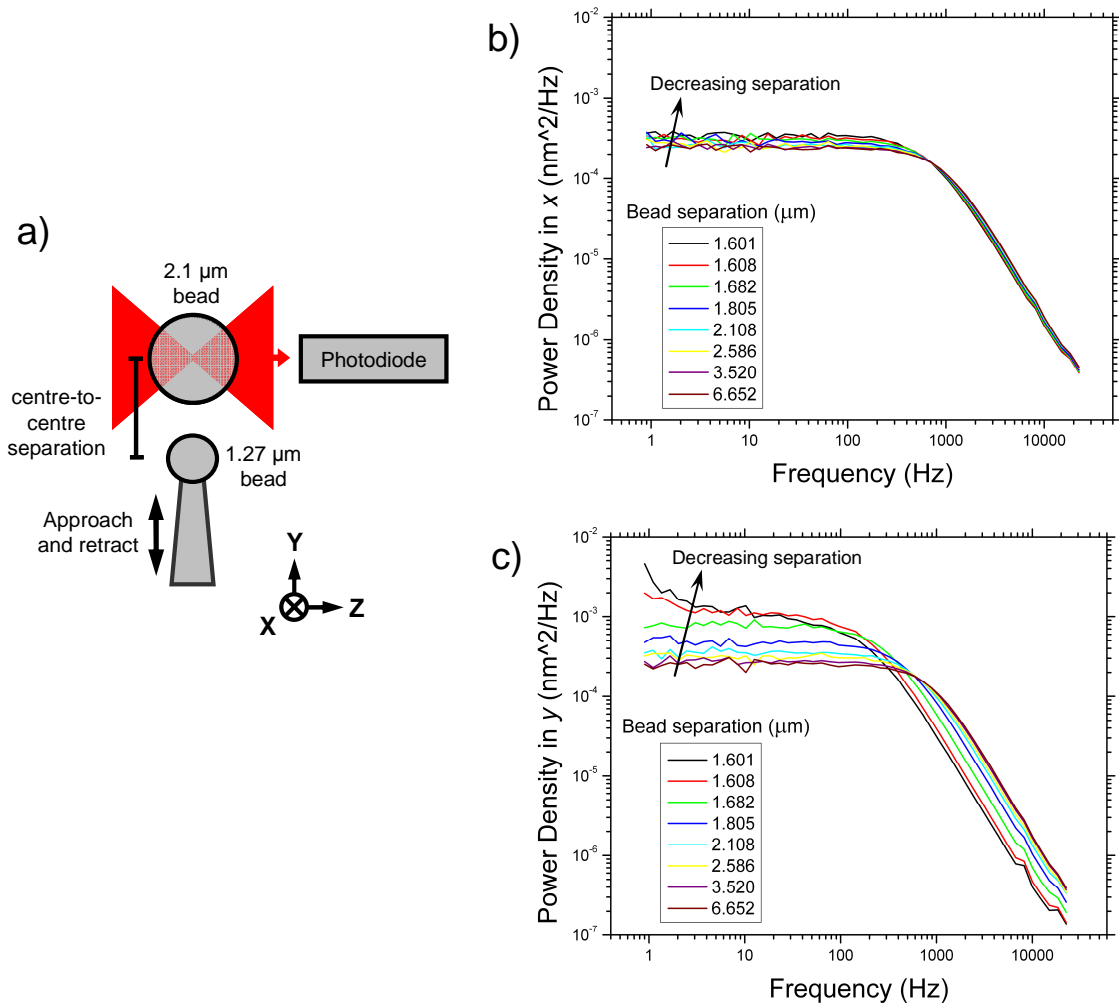 a)
2.1 µm
bead
Photodiode
centre-to-
centre
separation
1.27 µm
bead
Approach
and retract
Y
X
Z
b)
Power Density in x (nm^2/Hz)
10-2
10-3
10-4
10-5
10-6
10-7
Decreasing separation
Bead separation (μm)
1.601
1.608
1.682
1.805
2.108
2.586
3.520
6.652
1 10 100 1000 10000
Frequency (Hz)
c)
Power Density in y (nm^2/Hz)
10-2
10-3
10-4
10-5
10-6
10-7
Decreasing separation
Bead separation (μm)
1.601
1.608
1.682
1.805
2.108
2.586
3.520
6.652
1 10 100 1000 10000
Frequency (Hz)